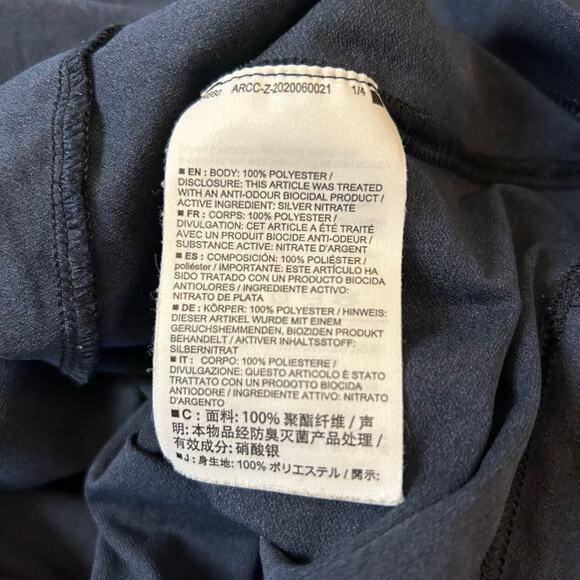 ARCC-Z-2020060021 1/4
■ EN : BODY: 100% POLYESTER /
DISCLOSURE: THIS ARTICLE WAS TREATED
WITH AN ANTI-ODOUR BIOCIDAL PRODUCT /
ACTIVE INGREDIENT: SILVER NITRATE
■ FR : CORPS: 100% POLYESTER /
DIVULGATION: CET ARTICLE A ÉTÉ TRAITÉ
AVEC UN PRODUIT BIOCIDE ANTI-ODEUR /
SUBSTANCE ACTIVE: NITRATE D'ARGENT
■ ES : COMPOSICIÓN: 100% POLIÉSTER /
poliéster / IMPORTANTE: ESTE ARTÍCULO HA
SIDO TRATADO CON UN PRODUCTO BIOCIDA
ANTIOLORES / INGREDIENTE ACTIVO:
NITRATO DE PLATA
■ DE : KÖRPER: 100% POLYESTER / HINWEIS:
DIESER ARTIKEL WURDE MIT EINEM
GERUCHSHEMMENDEN, BIOZIDEN PRODUKT
BEHANDELT / AKTIVER INHALTSSTOFF:
SILBERNITRAT
■ IT : CORPO: 100% POLIESTERE /
DIVULGAZIONE: QUESTO ARTICOLO È STATO
TRATTATO CON UN PRODOTTO BIOCIDA
ANTIODORE / INGREDIENTE ATTIVO: NITRATO
D'ARGENTO
■ C : 面料: 100% 聚酯纤维 / 声
明: 本物品经防臭灭菌产品处理 /
有效成分: 硝酸银
■ J : 身生地: 100% ポリエステル / 開示: